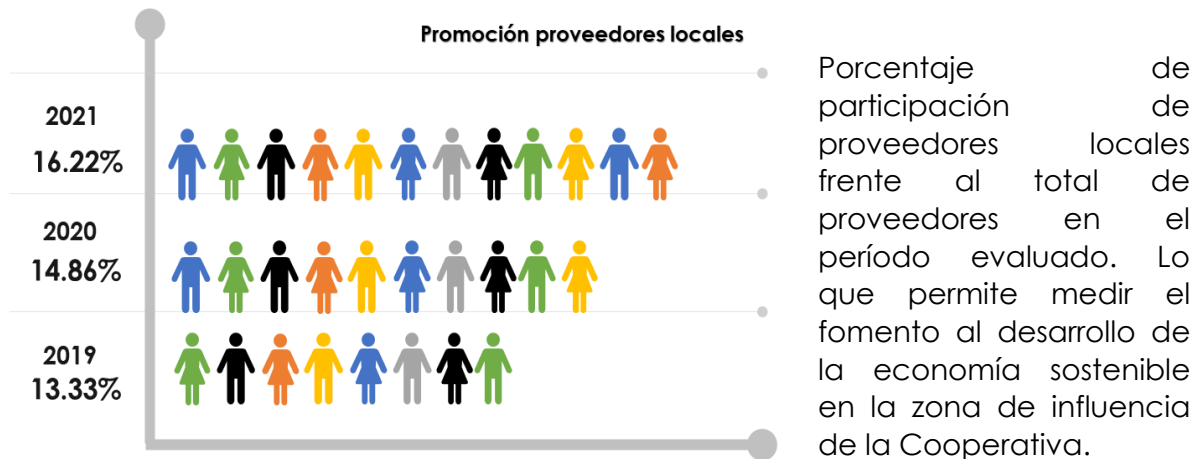 Promoción proveedores locales
2021
16.22%
2020
14.86%
2019
13.33%
Porcentaje de
participación de
proveedores locales
frente al total de
proveedores en el
período evaluado. Lo
que permite medir el
fomento al desarrollo de
la economía sostenible
en la zona de influencia
de la Cooperativa.